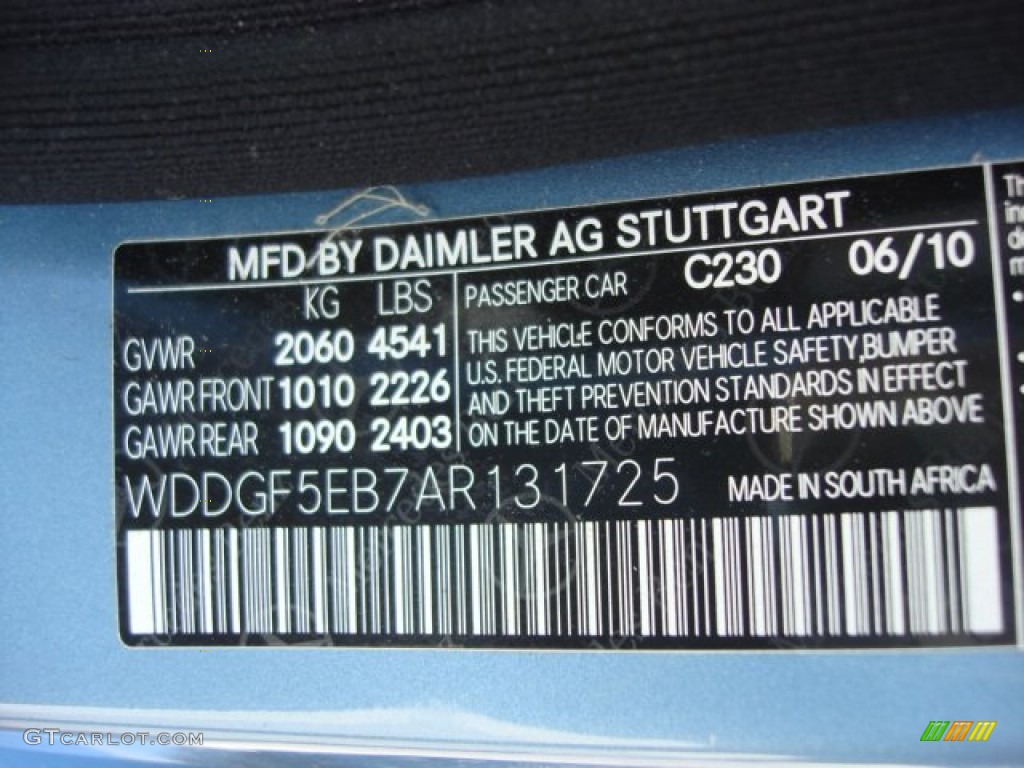 MFD BY DAIMLER AG STUTTGART
KG LBS
GVWR 2060 4541
GAWR FRONT 1010 2226
GAWR REAR 1090 2403
PASSENGER CAR C230 06/10
THIS VEHICLE CONFORMS TO ALL APPLICABLE
U.S. FEDERAL MOTOR VEHICLE SAFETY,BUMPER
AND THEFT PREVENTION STANDARDS IN EFFECT
ON THE DATE OF MANUFACTURE SHOWN ABOVE
WDDGF5EB7AR131725 MADE IN SOUTH AFRICA
GTCARLOT.COM